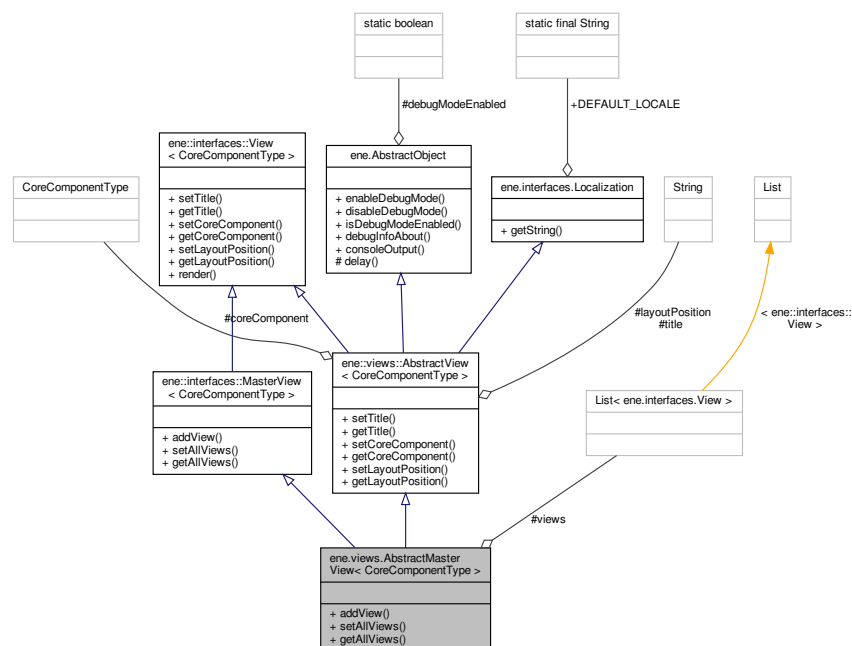 static boolean
static final String
#debugModeEnabled
+DEFAULT_LOCALE
ene::interfaces::View
< CoreComponentType >
+ setTitle()
+ getTitle()
+ setCoreComponent()
+ getCoreComponent()
+ setLayoutPosition()
+ getLayoutPosition()
+ render()
ene.AbstractObject
+ enableDebugMode()
+ disableDebugMode()
+ isDebugModeEnabled()
+ debugInfoAbout()
+ consoleOutput()
# delay()
CoreComponentType
ene.interfaces.Localization
+ getString()
String
List
#coreComponent
#layoutPosition
#title
< ene::interfaces::
View >
ene::interfaces::MasterView
< CoreComponentType >
+ addView()
+ setAllViews()
+ getAllViews()
ene::views::AbstractView
< CoreComponentType >
+ setTitle()
+ getTitle()
+ setCoreComponent()
+ getCoreComponent()
+ setLayoutPosition()
+ getLayoutPosition()
List< ene.interfaces.View >
#views
ene.views.AbstractMaster
View< CoreComponentType >
+ addView()
+ setAllViews()
+ getAllViews()